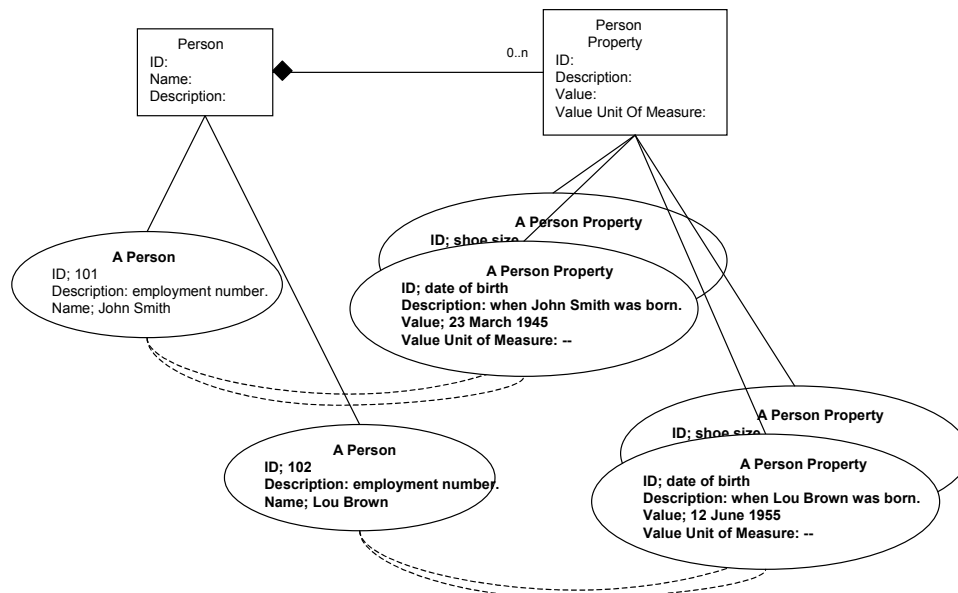 Person
ID:
Name:
Description:
0..n
Person
Property
ID:
Description:
Value:
Value Unit Of Measure:
A Person
ID; 101
Description: employment number.
Name; John Smith
A Person Property
ID; shoe size
A Person Property
ID; date of birth
Description: when John Smith was born.
Value; 23 March 1945
Value Unit of Measure: --
A Person
ID; 102
Description: employment number.
Name; Lou Brown
A Person Property
ID; shoe size
A Person Property
ID; date of birth
Description: when Lou Brown was born.
Value; 12 June 1955
Value Unit of Measure: --